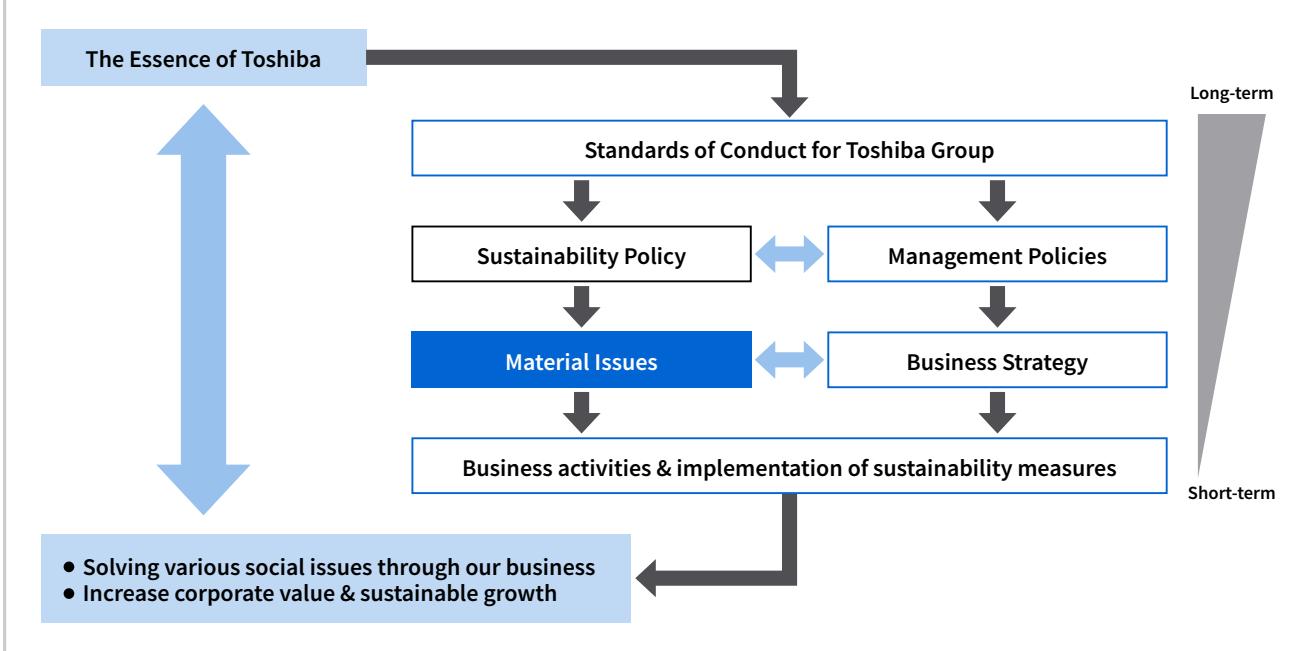 The Essence of Toshiba
Long-term
Standards of Conduct for Toshiba Group
Sustainability Policy
Management Policies
Material Issues
Business Strategy
Business activities & implementation of sustainability measures
Short-term
● Solving various social issues through our business
● Increase corporate value & sustainable growth